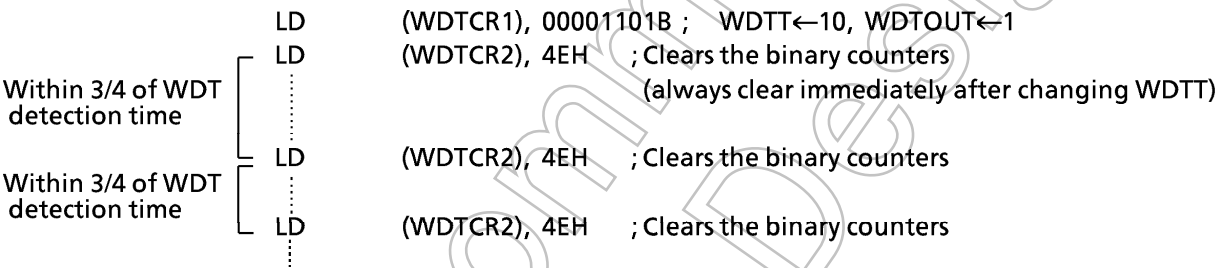 LD (WDTCR1), 00001101B ; WDTT←10, WDTOUT←1
LD (WDTCR2), 4EH ; Clears the binary counters
(always clear immediately after changing WDTT)
Within 3/4 of WDT
detection time
LD (WDTCR2), 4EH ; Clears the binary counters
Within 3/4 of WDT
detection time
LD (WDTCR2), 4EH ; Clears the binary counters